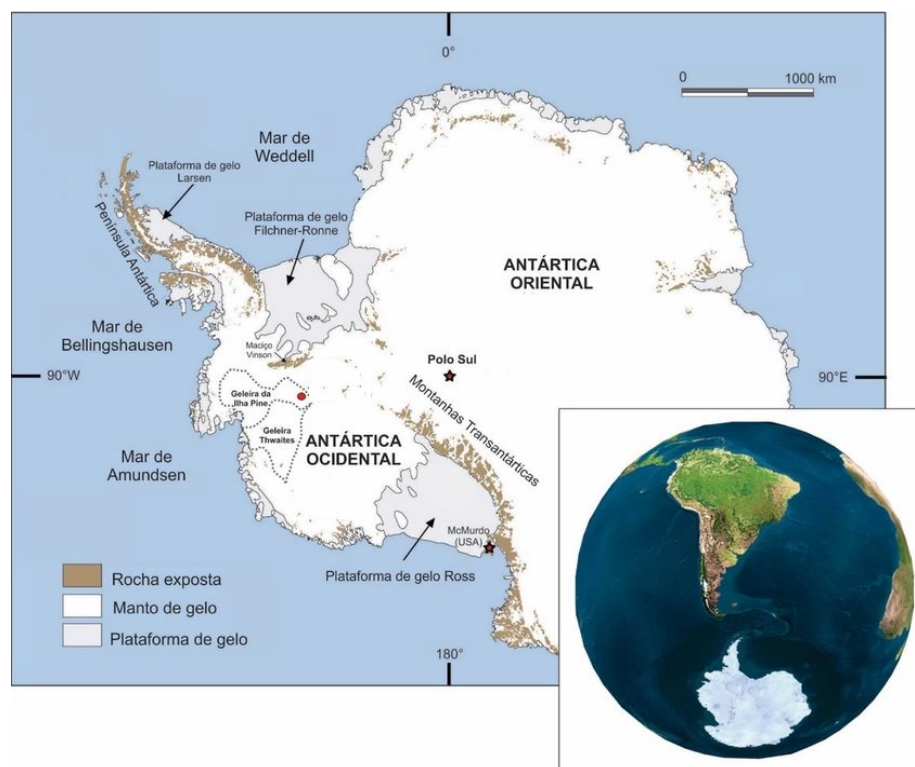 0°
0 1000 km
Mar de
Weddell
Plataforma de gelo
Larsen
Plataforma de gelo
Filchner-Ronne
Península Antártica
ANTÁRTICA
ORIENTAL
Mar de
Bellingshausen
Maciço
Vinson
Polo Sul
90°W
90°E
Geleira da
Ilha Pine
Montanhas Transantárticas
Geleira
Thwaites
ANTÁRTICA
OCIDENTAL
Mar de
Amundsen
McMurdo
(USA)
Plataforma de gelo Ross
Rocha exposta
Manto de gelo
Plataforma de gelo
180°